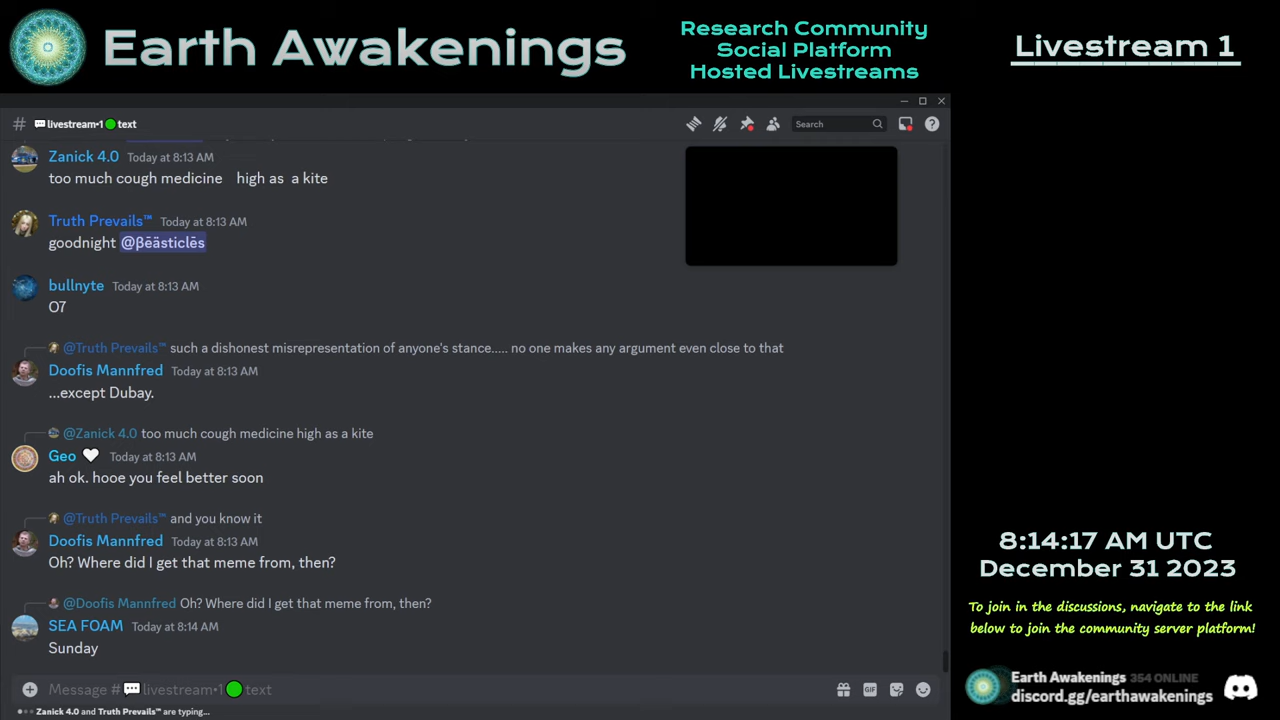 Earth Awakenings
Research Community
Social Platform
Hosted Livestreams
Livestream 1
# 💬livestream•1🟢text
Search
Zanick 4.0 Today at 8:13 AM
too much cough medicine high as a kite
Truth Prevails™ Today at 8:13 AM
goodnight @βēästiclēs
bullnyte Today at 8:13 AM
O7
@Truth Prevails™ such a dishonest misrepresentation of anyone's stance..... no one makes any argument even close to that
Doofis Mannfred Today at 8:13 AM
...except Dubay.
@Zanick 4.0 too much cough medicine high as a kite
Geo 🤍 Today at 8:13 AM
ah ok. hooe you feel better soon
@Truth Prevails™ and you know it
Doofis Mannfred Today at 8:13 AM
Oh? Where did I get that meme from, then?
@Doofis Mannfred Oh? Where did I get that meme from, then?
SEA FOAM Today at 8:14 AM
Sunday
Message #💬livestream•1🟢text
GIF
Zanick 4.0 and Truth Prevails™ are typing...
8:14:17 AM UTC
December 31 2023
To join in the discussions, navigate to the link
below to join the community server platform!
Earth Awakenings 354 ONLINE
discord.gg/earthawakenings